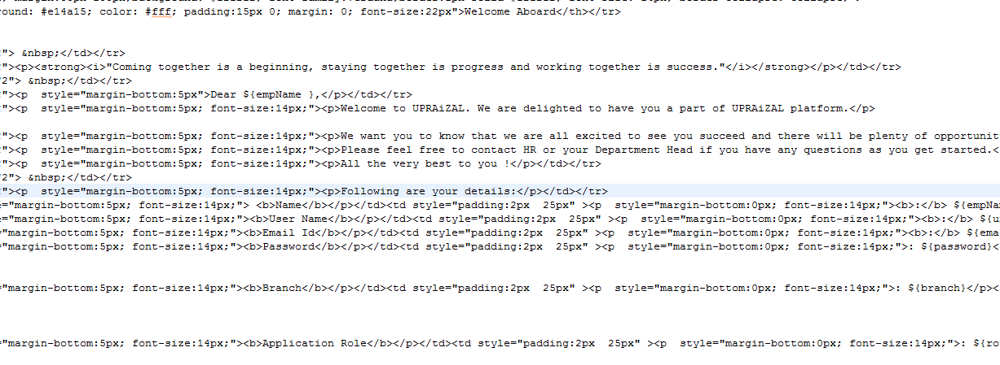 round: #e14a15; color: #fff; padding:15px 0; margin: 0; font-size:22px">Welcome Aboard</th></tr>
"> &nbsp;</td></tr>
"><p><strong><i>"Coming together is a beginning, staying together is progress and working together is success."</i></strong></p></td></tr>
"2"> &nbsp;</td></tr>
"><p  style="margin-bottom:5px">Dear ${empName },</p></td></tr>
"><p  style="margin-bottom:5px; font-size:14px;"><p>Welcome to UPRAiZAL. We are delighted to have you a part of UPRAiZAL platform.</p>
"><p  style="margin-bottom:5px; font-size:14px;"><p>We want you to know that we are all excited to see you succeed and there will be plenty of opportunit
"><p  style="margin-bottom:5px; font-size:14px;"><p>Please feel free to contact HR or your Department Head if you have any questions as you get started.<
"><p  style="margin-bottom:5px; font-size:14px;"><p>All the very best to you !</p></td></tr>
"2"> &nbsp;</td></tr>
"><p  style="margin-bottom:5px; font-size:14px;"><p>Following are your details:</p></td></tr>
="margin-bottom:5px; font-size:14px;"> <b>Name</b></p></td><td style="padding:2px  25px" ><p  style="margin-bottom:0px; font-size:14px;"><b>:</b> ${empNa
="margin-bottom:5px; font-size:14px;"><b>User Name</b></p></td><td style="padding:2px  25px" ><p  style="margin-bottom:0px; font-size:14px;"><b>:</b> ${u
="margin-bottom:5px; font-size:14px;"><b>Email Id</b></p></td><td style="padding:2px  25px" ><p  style="margin-bottom:0px; font-size:14px;"><b>:</b> ${ema
="margin-bottom:5px; font-size:14px;"><b>Password</b></p></td><td style="padding:2px  25px" ><p  style="margin-bottom:0px; font-size:14px;">: ${password}<
="margin-bottom:5px; font-size:14px;"><b>Branch</b></p></td><td style="padding:2px  25px" ><p  style="margin-bottom:0px; font-size:14px;">: ${branch}</p><
="margin-bottom:5px; font-size:14px;"><b>Application Role</b></p></td><td style="padding:2px  25px" ><p  style="margin-bottom:0px; font-size:14px;">: ${ro